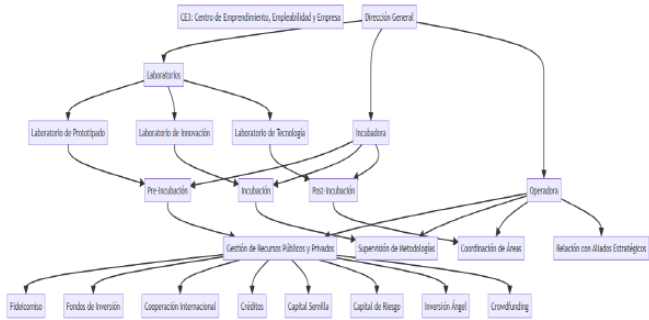 CE3: Centro de Emprendimiento, Empleabilidad y Empresa
Dirección General
Laboratorios
Laboratorio de Prototipado
Laboratorio de Innovación
Laboratorio de Tecnología
Incubadora
Pre-Incubación
Incubación
Post-Incubación
Operadora
Gestión de Recursos Públicos y Privados
Supervisión de Metodologías
Coordinación de Áreas
Relación con Aliados Estratégicos
Fideicomiso
Fondos de Inversión
Cooperación Internacional
Créditos
Capital Semilla
Capital de Riesgo
Inversión Ángel
Crowdfunding